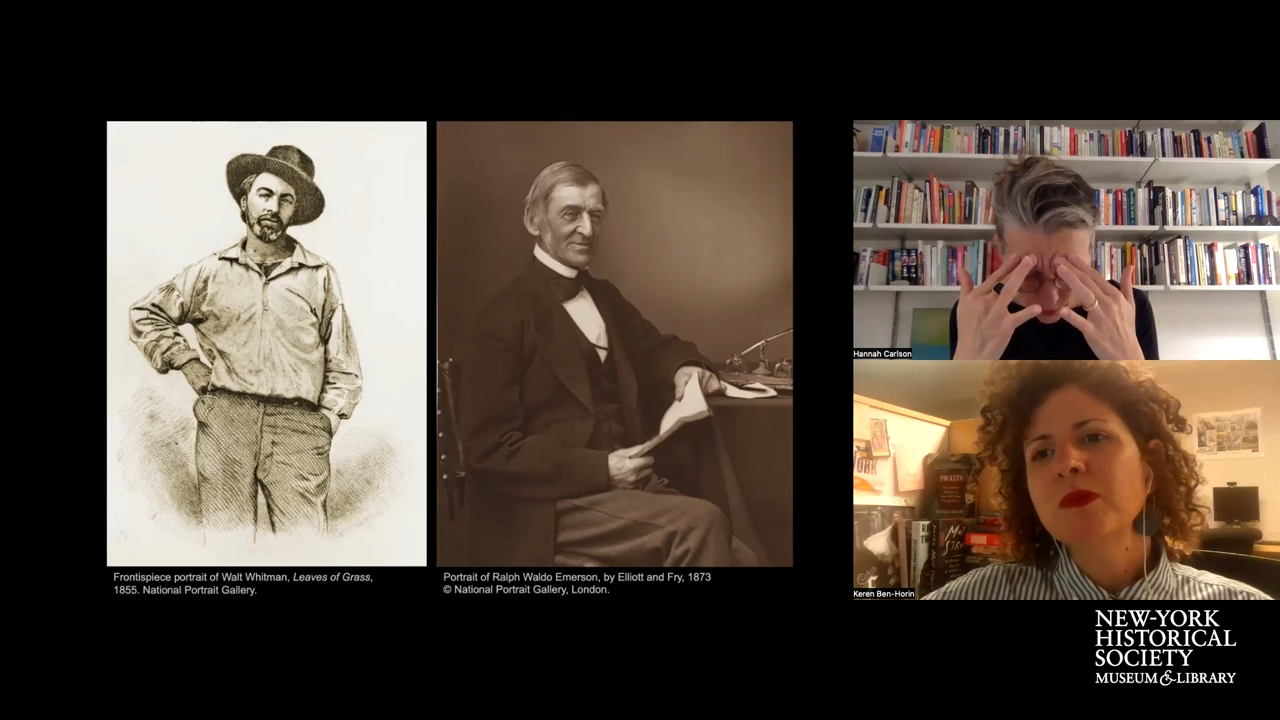 Frontispiece portrait of Walt Whitman, Leaves of Grass,
1855. National Portrait Gallery.
Portrait of Ralph Waldo Emerson, by Elliott and Fry, 1873
© National Portrait Gallery, London.
Hannah Carlson
POCKETS
Keren Ben-Horin
NEW-YORK
HISTORICAL
SOCIETY
MUSEUM & LIBRARY